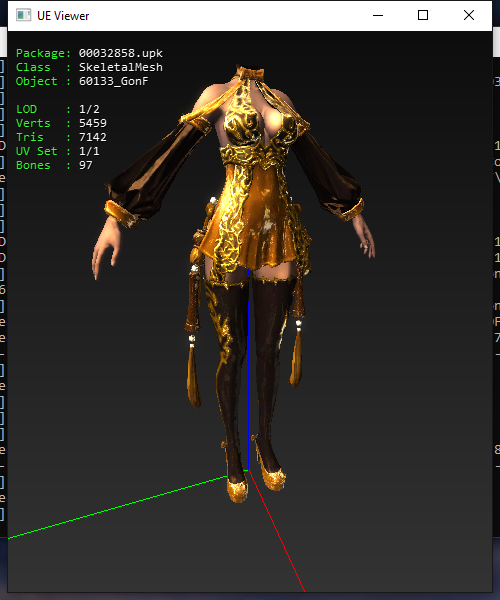 UE Viewer
Package: 00032858.upk
Class : SkeletalMesh
Object : 60133_GonF
LOD : 1/2
Verts : 5459
Tris : 7142
UV Set : 1/1
Bones : 97